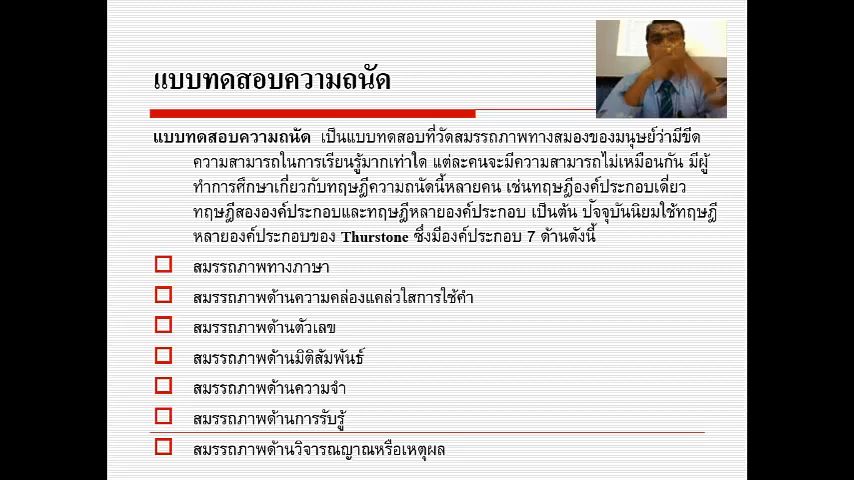 แบบทดสอบความถนัด
แบบทดสอบความถนัด เป็นแบบทดสอบที่วัดสมรรถภาพทางสมองของมนุษย์ว่ามีขีด
ความสามารถในการเรียนรู้มากเท่าใด แต่ละคนจะมีความสามารถไม่เหมือนกัน มีผู้
ทำการศึกษาเกี่ยวกับทฤษฎีความถนัดนี้หลายคน เช่นทฤษฎีองค์ประกอบเดี่ยว
ทฤษฎีสององค์ประกอบและทฤษฎีหลายองค์ประกอบ เป็นต้น ปัจจุบันนิยมใช้ทฤษฎี
หลายองค์ประกอบของ Thurstone ซึ่งมีองค์ประกอบ 7 ด้านดังนี้
สมรรถภาพทางภาษา
สมรรถภาพด้านความคล่องแคล่วใสการใช้คำ
สมรรถภาพด้านตัวเลข
สมรรถภาพด้านมิติสัมพันธ์
สมรรถภาพด้านความจำ
สมรรถภาพด้านการรับรู้
สมรรถภาพด้านวิจารณญาณหรือเหตุผล